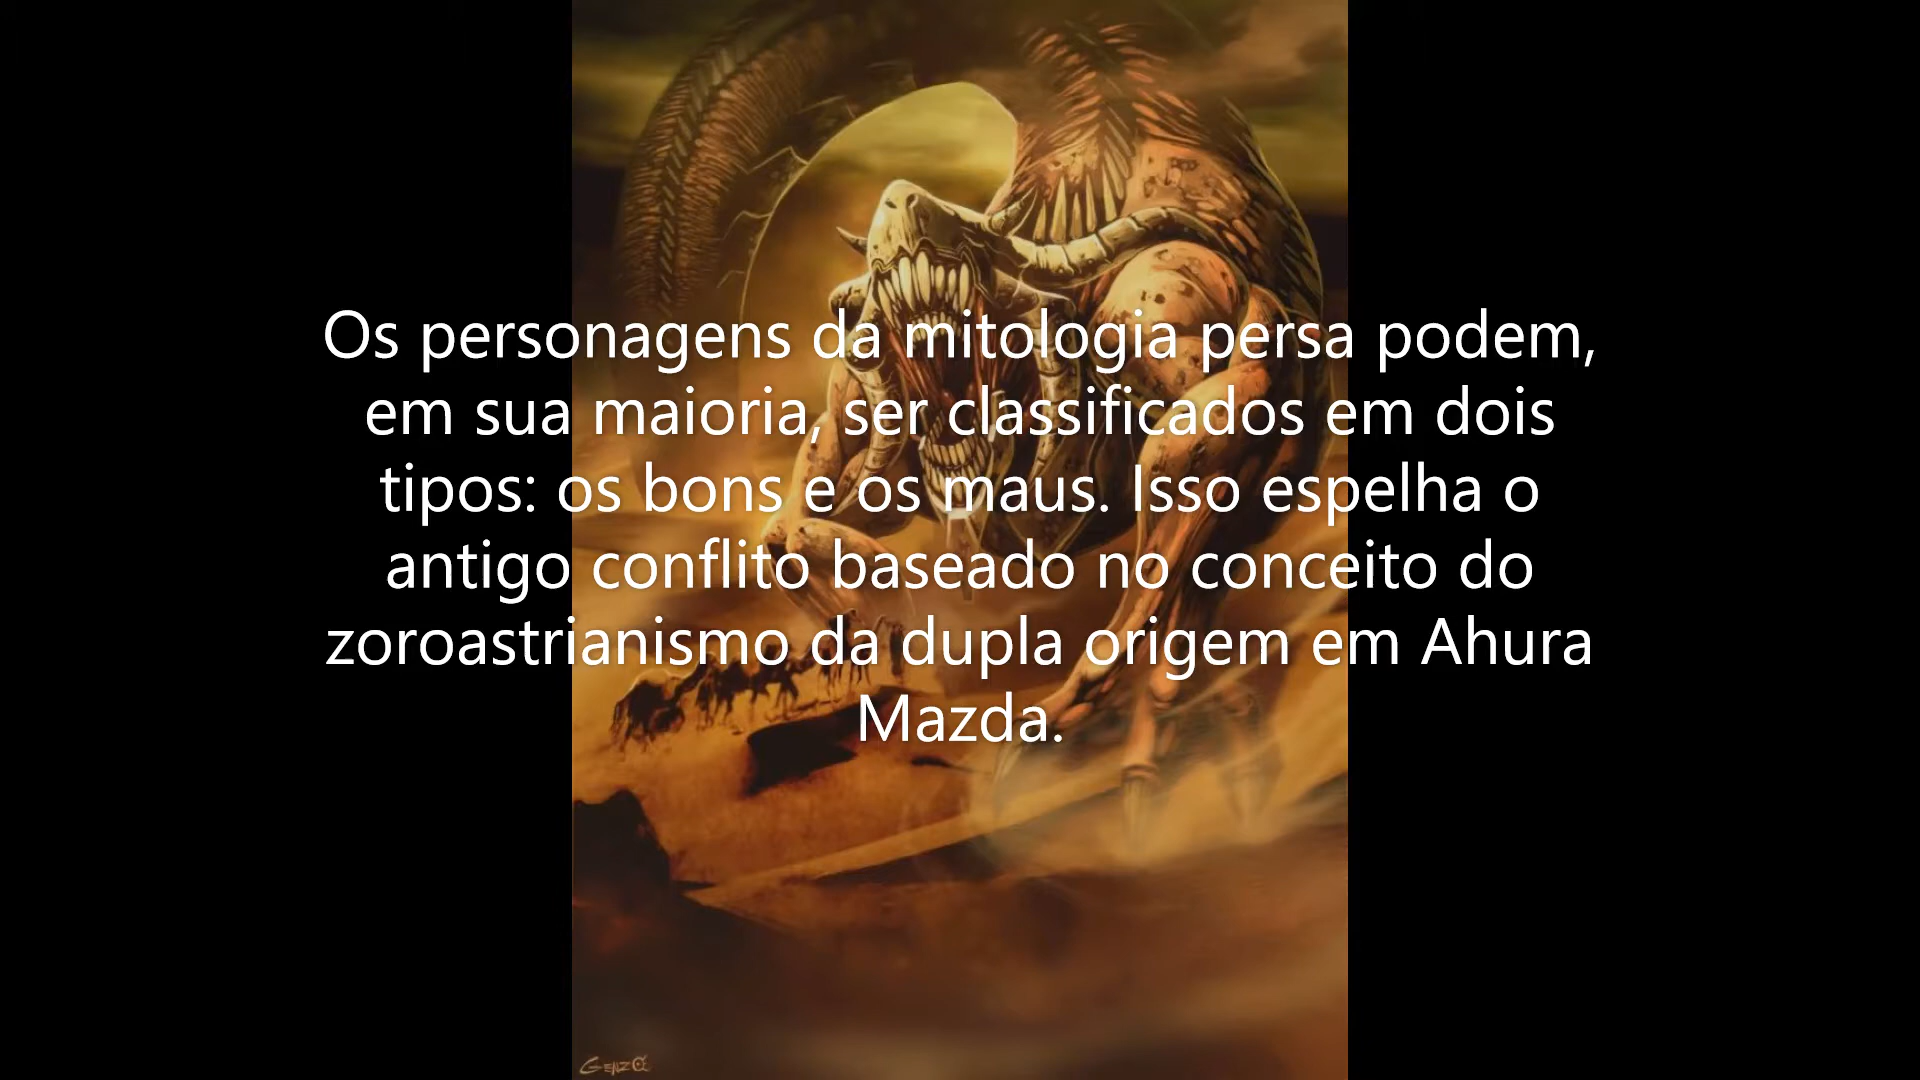 Os personagens da mitologia persa podem,
em sua maioria, ser classificados em dois
tipos: os bons e os maus. Isso espelha o
antigo conflito baseado no conceito do
zoroastrianismo da dupla origem em Ahura
Mazda.
GENZO